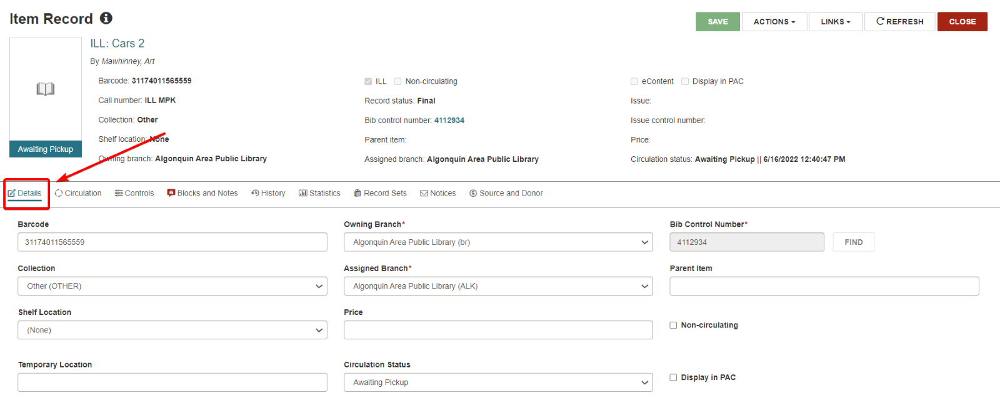 Item Record
SAVE ACTIONS LINKS REFRESH CLOSE
ILL: Cars 2
By Mawhinney, Art
Barcode: 31174011565559 ILL Non-circulating eContent Display in PAC
Call number: ILL MPK Record status: Final Issue:
Collection: Other Bib control number: 4112934 Issue control number:
Shelf location: None Parent item: Price:
Awaiting Pickup
Owning branch: Algonquin Area Public Library Assigned branch: Algonquin Area Public Library Circulation status: Awaiting Pickup || 6/16/2022 12:40:47 PM
Details Circulation Controls Blocks and Notes History Statistics Record Sets Notices Source and Donor
Barcode Owning Branch* Bib Control Number*
31174011565559 Algonquin Area Public Library (br) 4112934 FIND
Collection Assigned Branch* Parent Item
Other (OTHER) Algonquin Area Public Library (ALK)
Shelf Location Price
(None) Non-circulating
Temporary Location Circulation Status
Awaiting Pickup Display in PAC